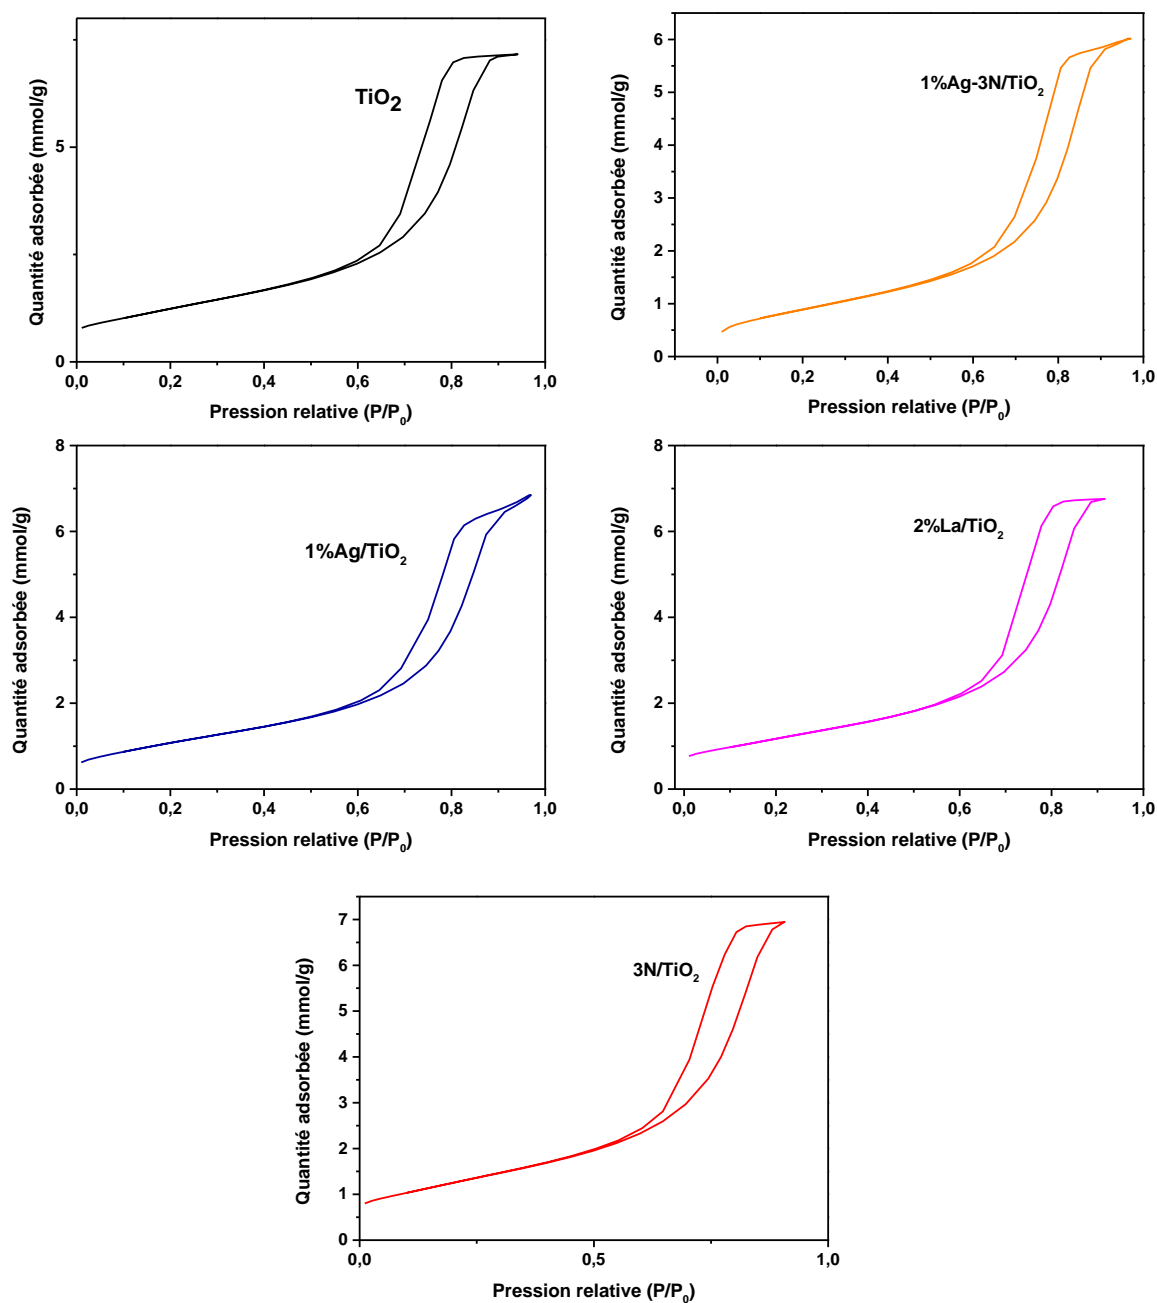 TiO2
Quantité adsorbée (mmol/g)
5
0
0,0 0,2 0,4 0,6 0,8 1,0
Pression relative (P/P0)
1%Ag-3N/TiO2
Quantité adsorbée (mmol/g)
6
5
4
3
2
1
0
0,0 0,2 0,4 0,6 0,8 1,0
Pression relative (P/P0)
1%Ag/TiO2
Quantité adsorbée (mmol/g)
8
6
4
2
0
0,0 0,2 0,4 0,6 0,8 1,0
Pression relative (P/P0)
2%La/TiO2
Quantité adsorbée (mmol/g)
8
6
4
2
0
0,0 0,2 0,4 0,6 0,8 1,0
Pression relative (P/P0)
3N/TiO2
Quantité adsorbée (mmol/g)
7
6
5
4
3
2
1
0
0,0 0,5 1,0
Pression relative (P/P0)